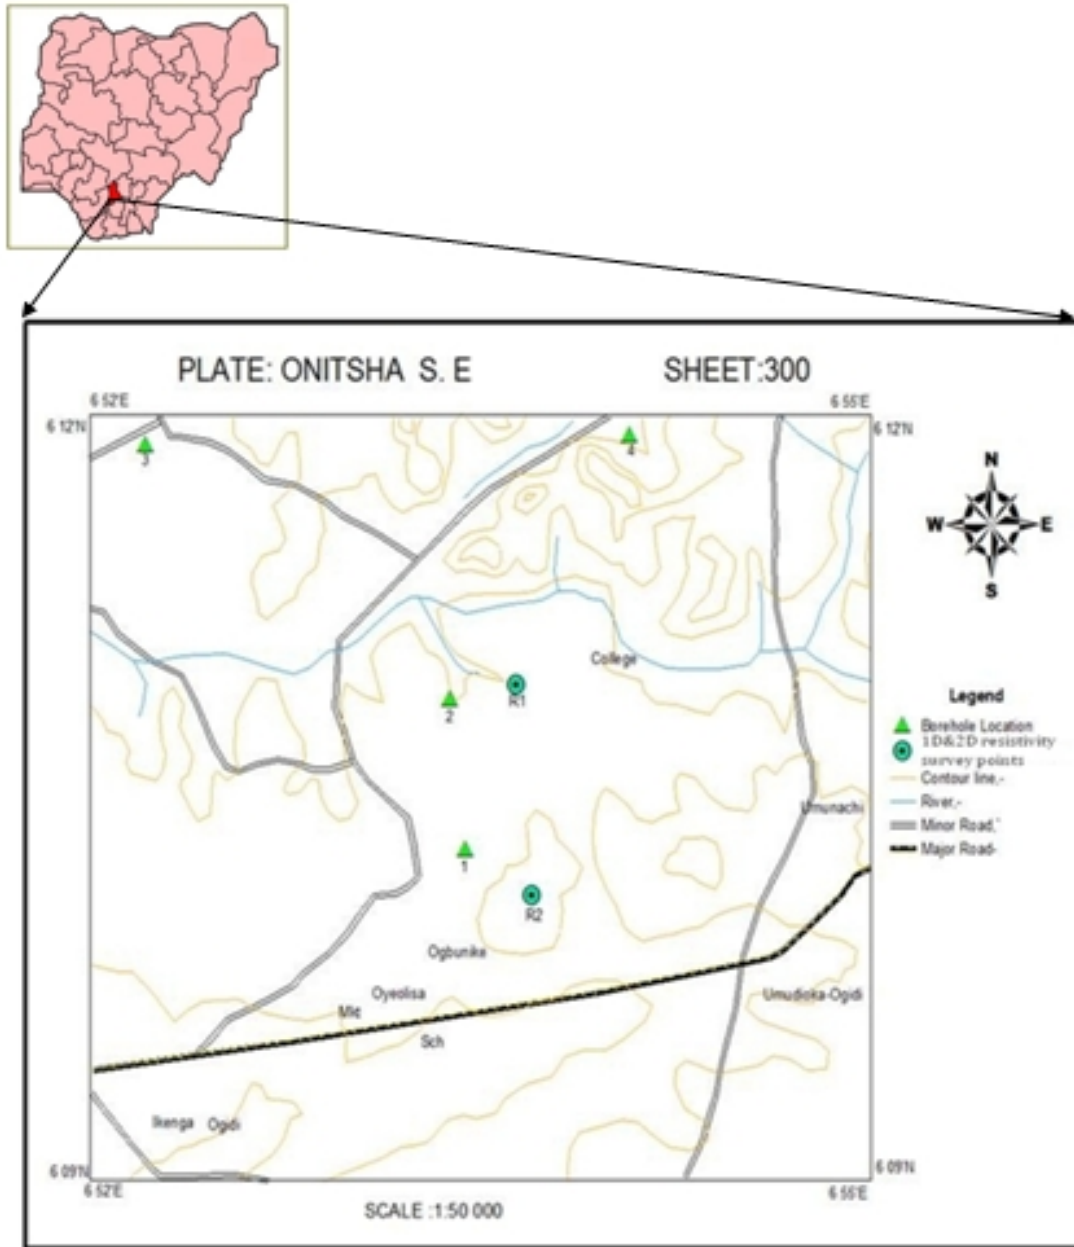 PLATE: ONITSHA S. E SHEET:300
6 52'E 6 55'E
6 12'N 6 12'N
3
4
N
W E
S
College
R1
2
Legend
Borehole Location
1D&2D resistivity
survey points
Contour line,-
River,-
Minor Road,'
Major Road-
Umunachi
1
R2
Ogbunike
Oyeolisa
Umudioka-Ogidi
Sch
Ikenga Ogidi
6 09'N 6 09'N
6 52'E 6 55'E
SCALE :1:50 000